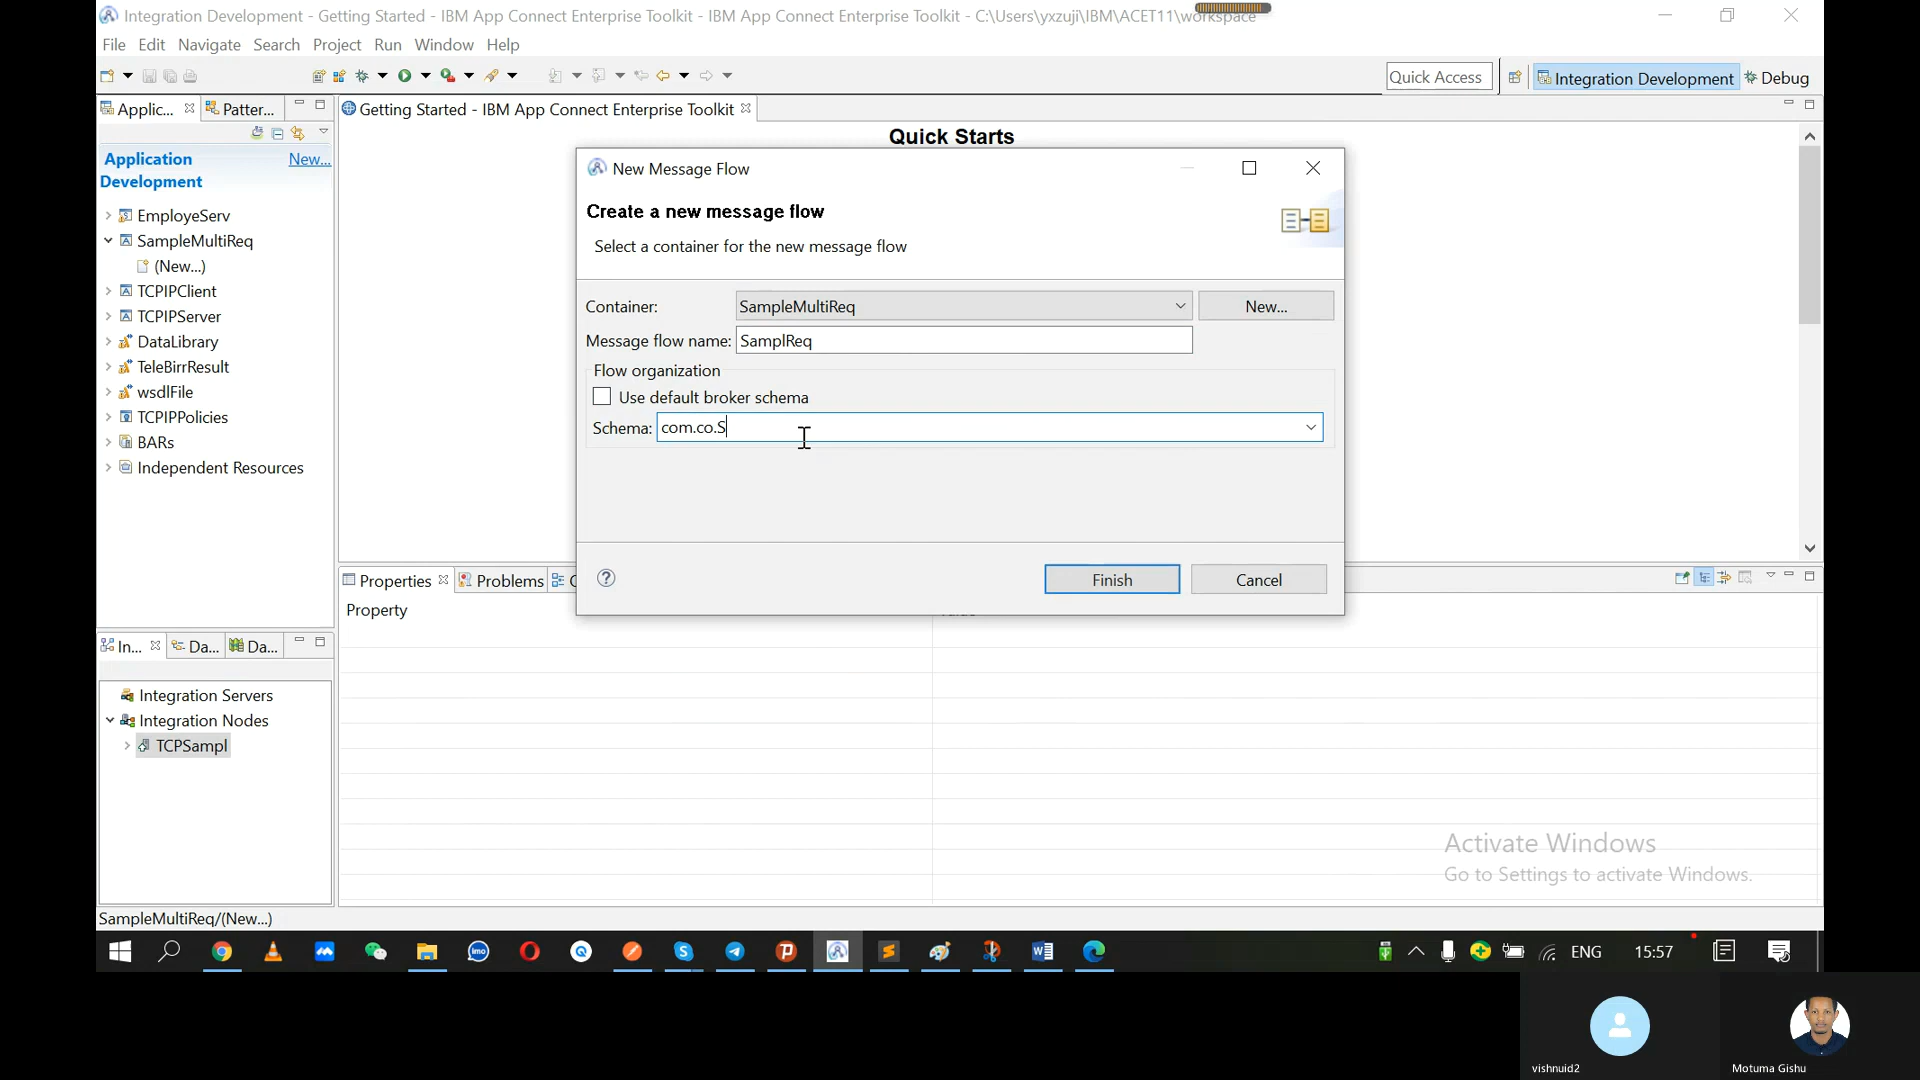 Integration Development - Getting Started - IBM App Connect Enterprise Toolkit - IBM App Connect Enterprise Toolkit - C:\Users\yxzuji\IBM\ACET11\workspace
File Edit Navigate Search Project Run Window Help
Quick Access
Integration Development
Debug
Applic...
Patter...
Getting Started - IBM App Connect Enterprise Toolkit
Application Development
New...
EmployeServ
SampleMultiReq
(New...)
TCPIPClient
TCPIPServer
DataLibrary
TeleBirrResult
wsdlFile
TCPIPPolicies
BARs
Independent Resources
Quick Starts
New Message Flow
Create a new message flow
Select a container for the new message flow
Container:
SampleMultiReq
New...
Message flow name:
SamplReq
Flow organization
Use default broker schema
Schema:
com.co.S
Finish
Cancel
Properties
Problems
Property
In...
Da...
Da...
Integration Servers
Integration Nodes
TCPSampl
Activate Windows
Go to Settings to activate Windows.
SampleMultiReq/(New...)
imo
ENG
15:57
vishnuid2
Motuma Gishu